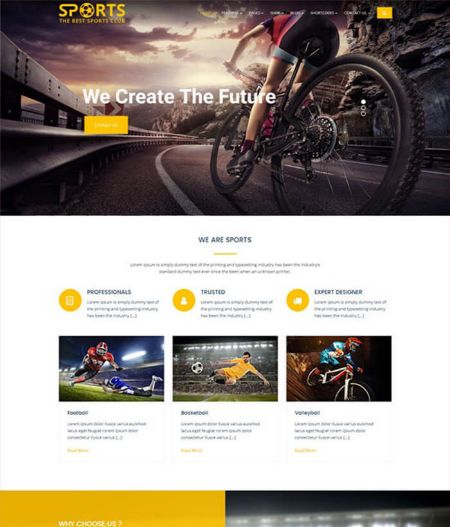 SPORTS
THE BEST SPORTS CLUB
PAGES SHOP BLOG SHORTCODES CONTACT US
We Create The Future
Contact Us
WE ARE SPORTS
Lorem Ipsum is simply dummy text of the printing and typesetting industry. Lorem Ipsum has been the industry's
standard dummy text ever since the been when an unknown printer.
PROFESSIONALS
Lorem Ipsum is simply dummy text of
the printing and typesetting industry
has been the industry [...]
TRUSTED
Lorem Ipsum is simply dummy text of
the printing and typesetting industry
has been the industry [...]
EXPERT DESIGNER
Lorem Ipsum is simply dummy text of
the printing and typesetting industry
has been the industry [...]
Football
Lorem ipsum dolor fusce varius euismod
lacus eget feugiat rorem ipsum dolor
consectetur fusce varius [...]
Read More
Basketball
Lorem ipsum dolor fusce varius euismod
lacus eget feugiat rorem ipsum dolor
consectetur fusce varius [...]
Read More
Volleyball
Lorem ipsum dolor fusce varius euismod
lacus eget feugiat rorem ipsum dolor
consectetur fusce varius [...]
Read More
WHY CHOOSE US ?